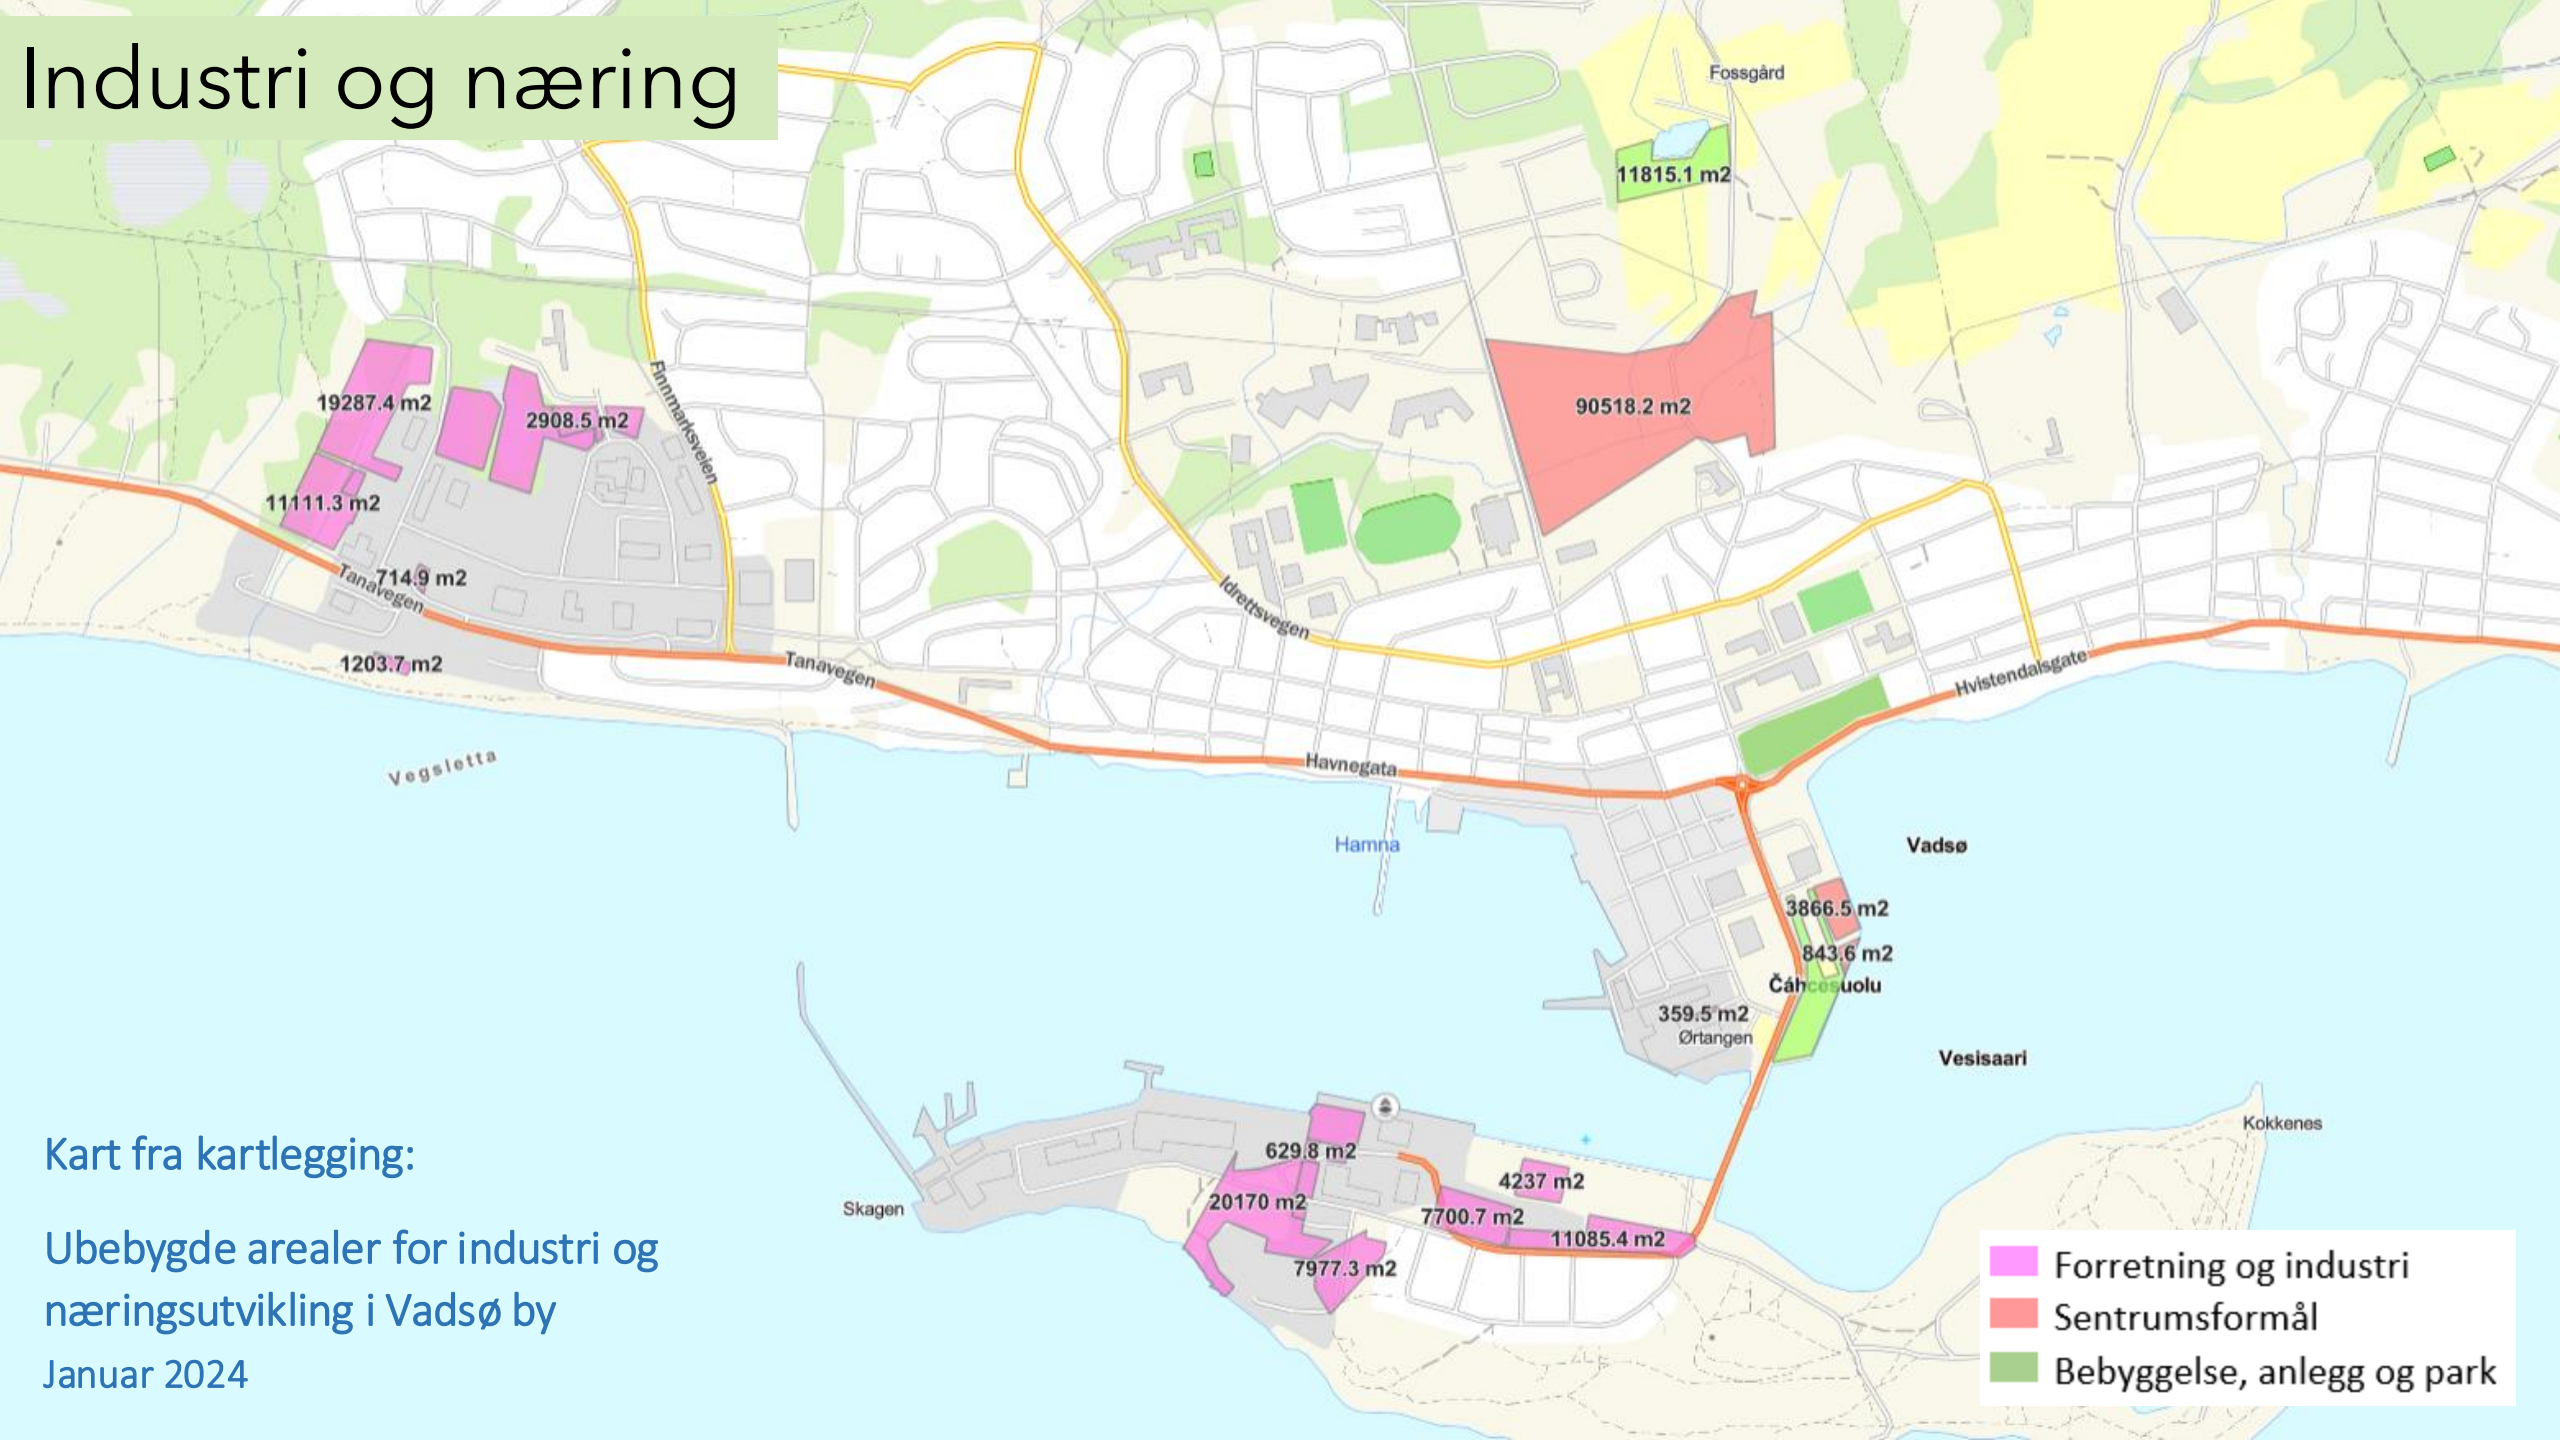 Industri og næring
Fossgård
11815.1 m2
90518.2 m2
19287.4 m2
2908.5 m2
Finnmarksveien
11111.3 m2
714.9 m2
Tanavegen
1203.7 m2
Tanavegen
Idrettsvegen
Hvistendalsgate
Vegsletta
Havnegata
Hamna
Vadsø
3866.5 m2
843.6 m2
Čáhcesuolu
359.5 m2
Ørtangen
Vesisaari
Kokkenes
629.8 m2
4237 m2
20170 m2
Skagen
7700.7 m2
11085.4 m2
7977.3 m2
Kart fra kartlegging:
Ubebygde arealer for industri og
næringsutvikling i Vadsø by
Januar 2024
Forretning og industri
Sentrumsformål
Bebyggelse, anlegg og park